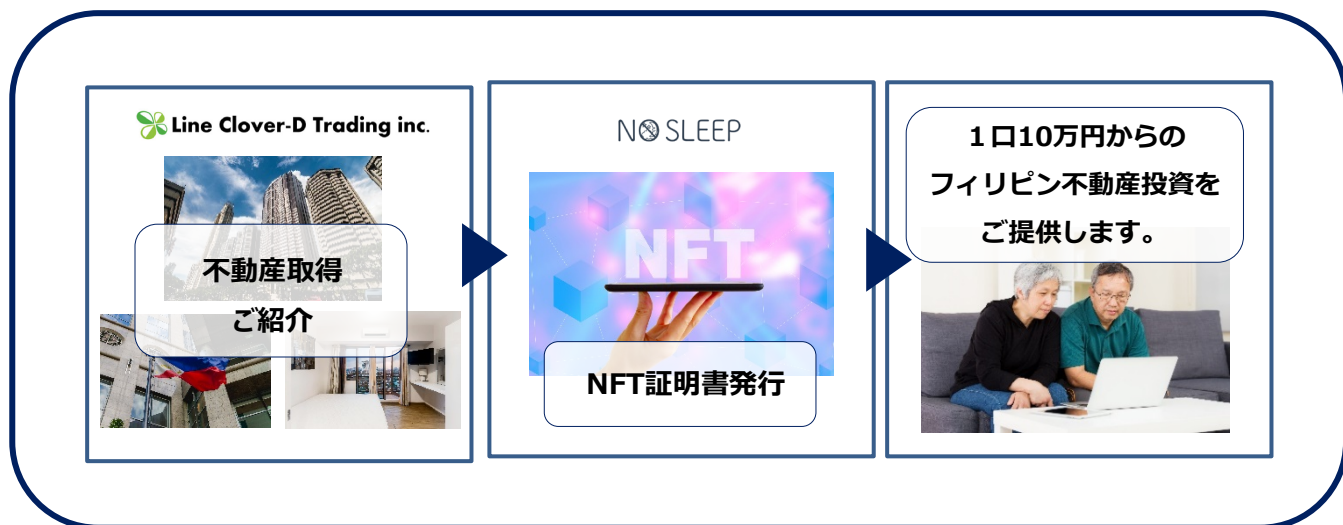 Line Clover-D Trading inc.
不動産取得
ご紹介
NO SLEEP
NFT
NFT証明書発行
１口10万円からの
フィリピン不動産投資を
ご提供します。